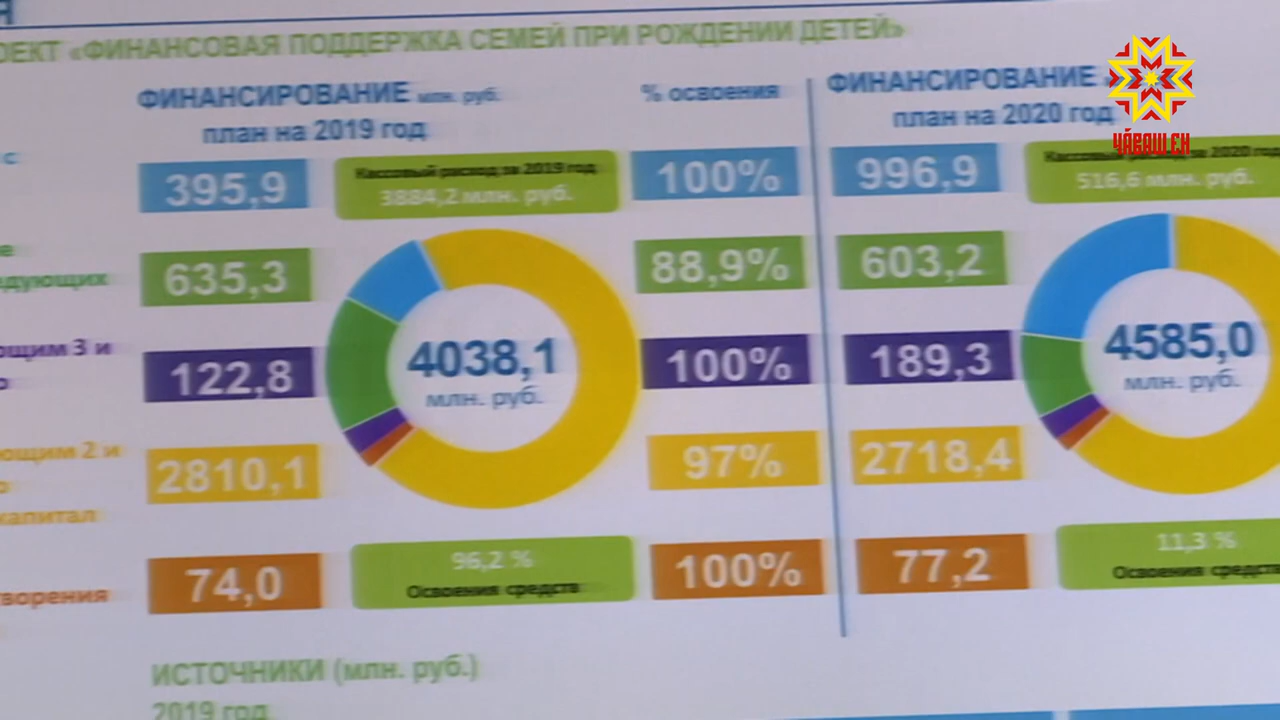 ОЕКТ «ФИНАНСОВАЯ ПОДДЕРЖКА СЕМЕЙ ПРИ РОЖДЕНИИ ДЕТЕЙ»
ФИНАНСИРОВАНИЕ млн. руб.
план на 2019 год
% освоения
ФИНАНСИРОВАНИЕ
план на 2020 год
ЧӐВАШ ЕН
с
395,9
Кассовый расход за 2019 год
3884,2 млн. руб.
100%
996,9
Кассовый расход за 2020
516,6 млн. руб.
е
дующих
635,3
88,9%
603,2
4038,1
млн. руб.
4585,0
млн. руб.
ющим 3 и
о
122,8
100%
189,3
ющим 2 и
о
капитал
2810,1
97%
2718,4
творения
74,0
96,2 %
Освоения средств
100%
77,2
11,3 %
Освоения средств
ИСТОЧНИКИ (млн. руб.)
2019 год